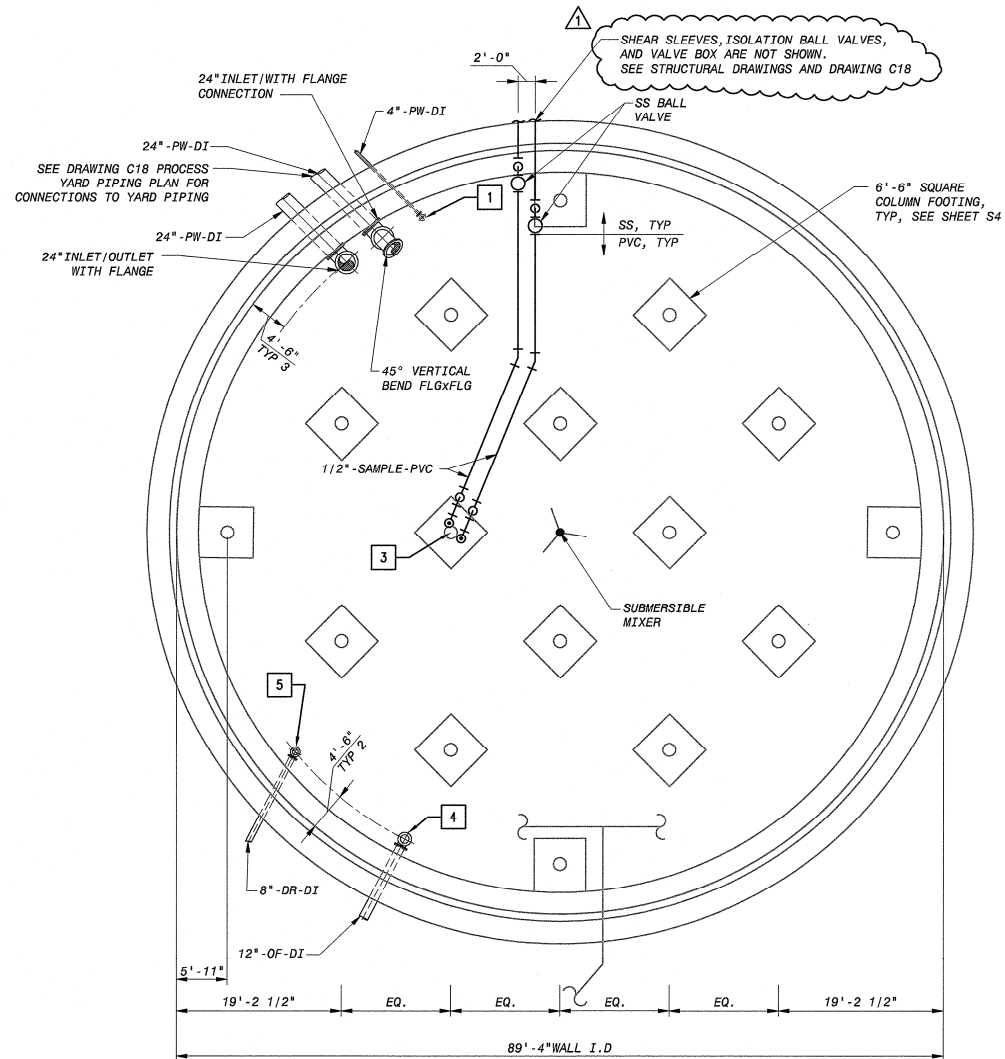 1
SHEAR SLEEVES, ISOLATION BALL VALVES,
AND VALVE BOX ARE NOT SHOWN.
SEE STRUCTURAL DRAWINGS AND DRAWING C18
2'-0"
24"INLET/WITH FLANGE
CONNECTION
4"-PW-DI
SS BALL
VALVE
24"-PW-DI
SEE DRAWING C18 PROCESS
YARD PIPING PLAN FOR
CONNECTIONS TO YARD PIPING
1
6'-6" SQUARE
COLUMN FOOTING,
TYP, SEE SHEET S4
24"-PW-DI
SS, TYP
PVC, TYP
24"INLET/OUTLET
WITH FLANGE
4'-6"
TYP 3
45° VERTICAL
BEND FLGxFLG
1/2"-SAMPLE-PVC
3
SUBMERSIBLE
MIXER
5
4'-6"
TYP 2
4
8"-DR-DI
12"-OF-DI
5'-11"
19'-2 1/2"
EQ.
EQ.
EQ.
EQ.
19'-2 1/2"
89'-4"WALL I.D